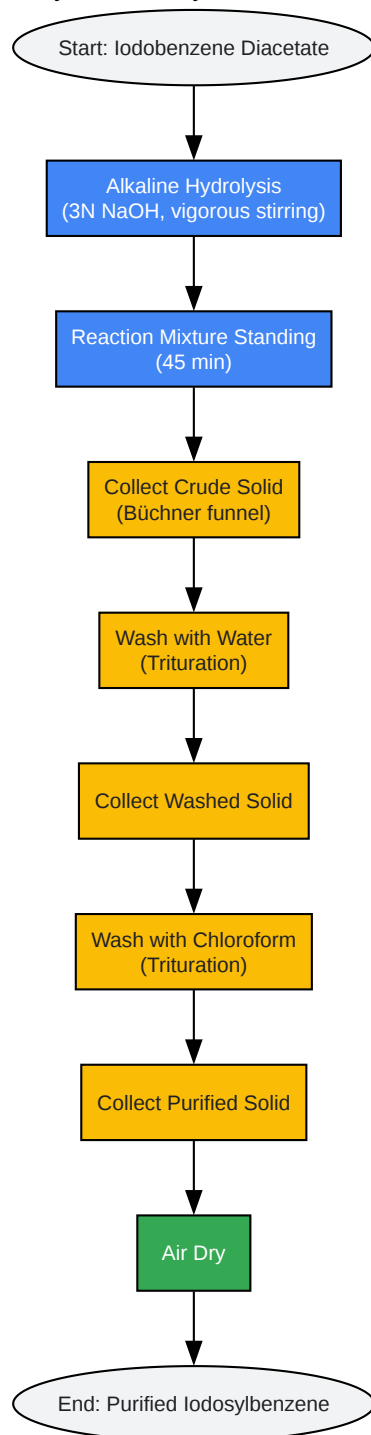 Start: Iodobenzene Diacetate
Alkaline Hydrolysis
(3N NaOH, vigorous stirring)
Reaction Mixture Standing
(45 min)
Collect Crude Solid
(Büchner funnel)
Wash with Water
(Trituration)
Collect Washed Solid
Wash with Chloroform
(Trituration)
Collect Purified Solid
Air Dry
End: Purified Iodosylbenzene